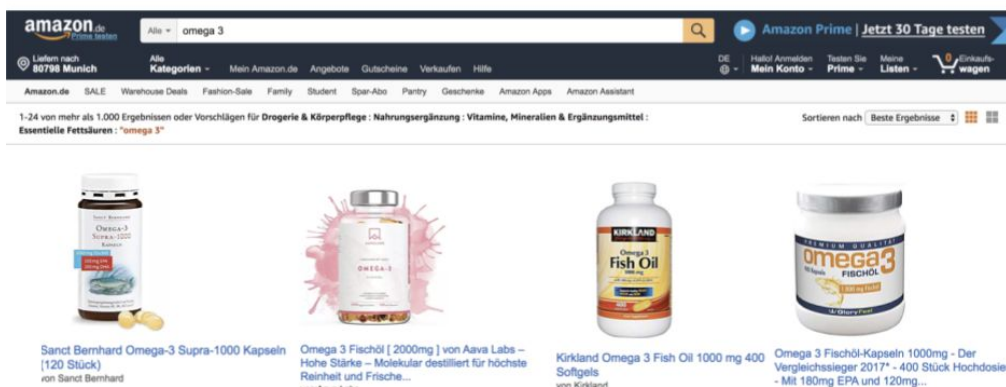 amazon.de
Prime testen
Alle
omega 3
Amazon Prime | Jetzt 30 Tage testen
Liefern nach
80798 Munich
Alle
Kategorien
Mein Amazon.de Angebote Gutscheine Verkaufen Hilfe
DE
Hallo! Anmelden
Mein Konto
Testen Sie
Prime
Meine
Listen
0
Einkaufs-
wagen
Amazon.de SALE Warehouse Deals Fashion-Sale Family Student Spar-Abo Pantry Geschenke Amazon Apps Amazon Assistant
1-24 von mehr als 1.000 Ergebnissen oder Vorschlägen für Drogerie & Körperpflege : Nahrungsergänzung : Vitamine, Mineralien & Ergänzungsmittel :
Essentielle Fettsäuren : "omega 3"
Sortieren nach Beste Ergebnisse
Sanct Bernhard
Omega-3
Supra-1000
Kapseln
OMEGA-3
KIRKLAND
Omega 3
Fish Oil
1000 mg
400
PREMIUM QUALITÄT
omega3
FISCHÖL
Sanct Bernhard Omega-3 Supra-1000 Kapseln
[120 Stück)
von Sanct Bernhard
Omega 3 Fischöl [ 2000mg ] von Aava Labs –
Hohe Stärke – Molekular destilliert für höchste
Reinheit und Frische...
Kirkland Omega 3 Fish Oil 1000 mg 400
Softgels
von Kirkland
Omega 3 Fischöl-Kapseln 1000mg - Der
Vergleichssieger 2017* - 400 Stück Hochdos
- Mit 180mg EPA und 120mg...